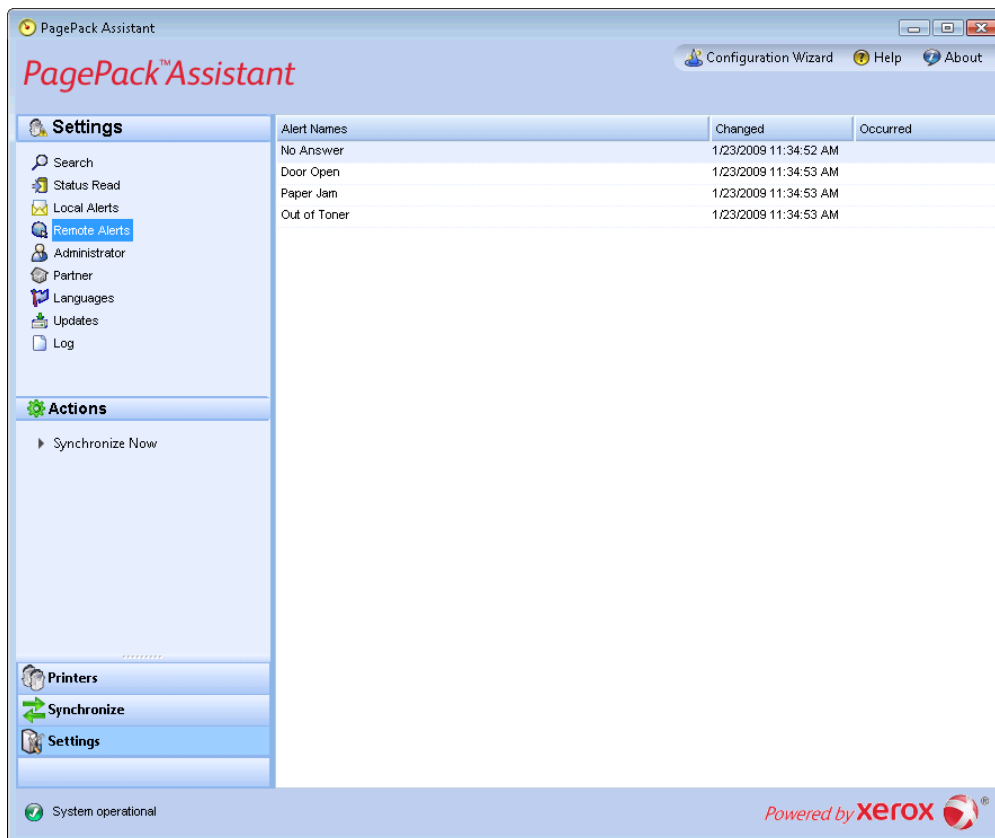 PagePack Assistant
PagePack™Assistant
Configuration Wizard Help About
Settings
Search
Status Read
Local Alerts
Remote Alerts
Administrator
Partner
Languages
Updates
Log
Actions
Synchronize Now
Printers
Synchronize
Settings
Alert Names Changed Occurred
No Answer 1/23/2009 11:34:52 AM
Door Open 1/23/2009 11:34:53 AM
Paper Jam 1/23/2009 11:34:53 AM
Out of Toner 1/23/2009 11:34:53 AM
System operational
Powered by xerox ®